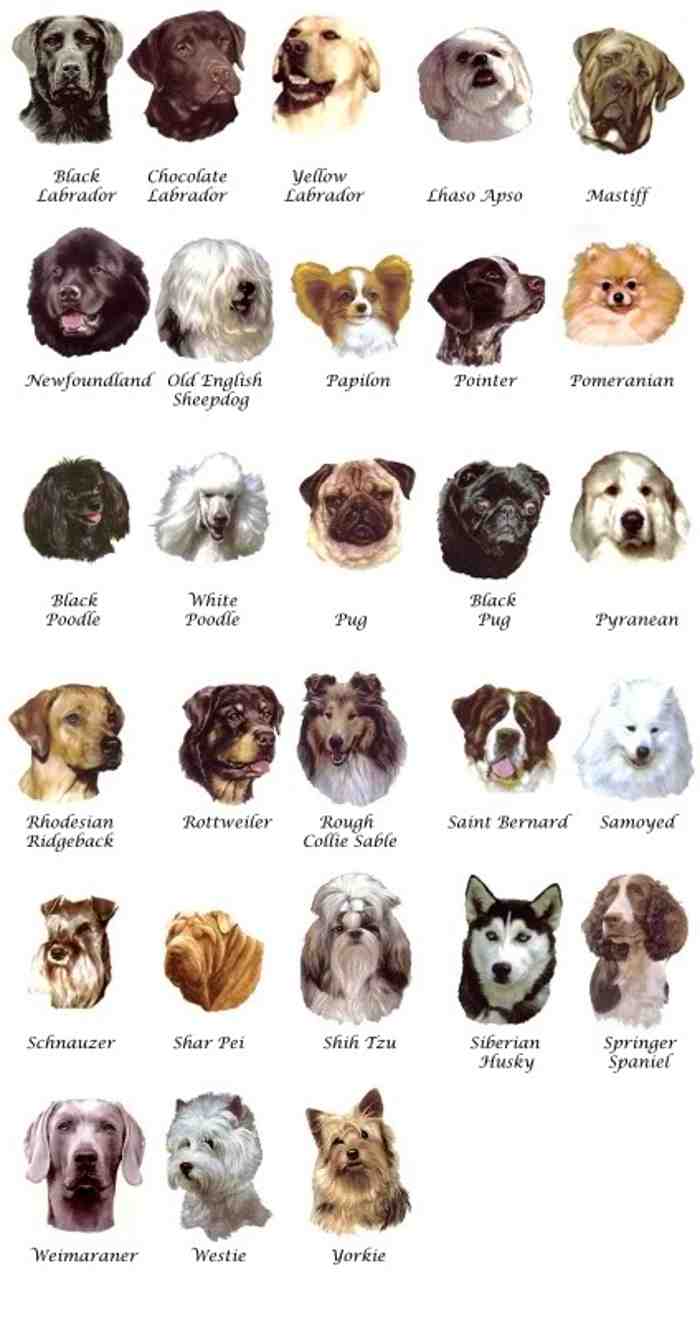 Black
Labrador
Chocolate
Labrador
Yellow
Labrador
Lhaso Apso
Mastiff
Newfoundland
Old English
Sheepdog
Papilon
Pointer
Pomeranian
Black
Poodle
White
Poodle
Pug
Black
Pug
Pyranean
Rhodesian
Ridgeback
Rottweiler
Rough
Collie Sable
Saint Bernard
Samoyed
Schnauzer
Shar Pei
Shih Tzu
Siberian
Husky
Springer
Spaniel
Weimaraner
Westie
Yorkie